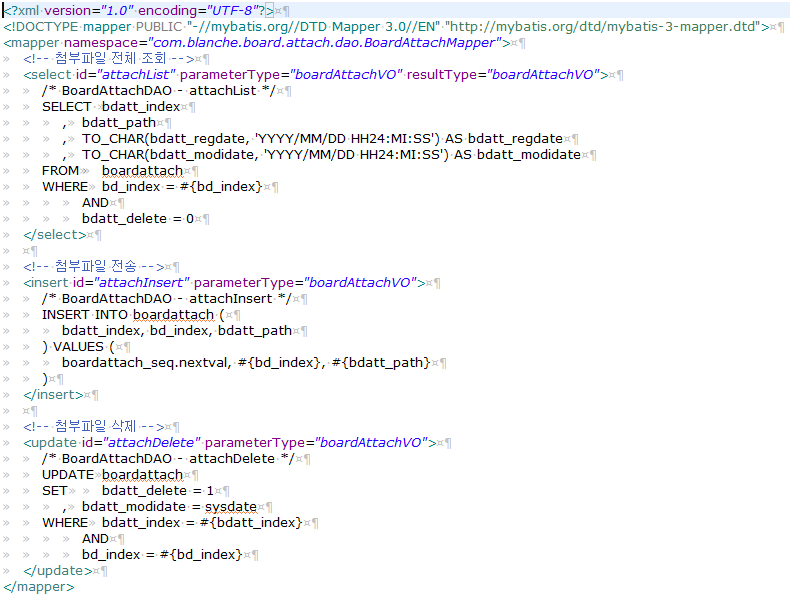 <?xml version="1.0" encoding="UTF-8"?>
<!DOCTYPE mapper PUBLIC "-//mybatis.org//DTD Mapper 3.0//EN" "http://mybatis.org/dtd/mybatis-3-mapper.dtd">
<mapper namespace="com.blanche.board.attach.dao.BoardAttachMapper">
	<!-- 첨부파일 전체 조회 -->
	<select id="attachList" parameterType="boardAttachVO" resultType="boardAttachVO">
		/* BoardAttachDAO - attachList */
		SELECT	bdatt_index
			,	bdatt_path
			,	TO_CHAR(bdatt_regdate, 'YYYY/MM/DD HH24:MI:SS') AS bdatt_regdate
			,	TO_CHAR(bdatt_modidate, 'YYYY/MM/DD HH24:MI:SS') AS bdatt_modidate
		FROM	boardattach
		WHERE	bd_index = #{bd_index}
				AND
				bdatt_delete = 0
	</select>
	
	<!-- 첨부파일 전송 -->
	<insert id="attachInsert" parameterType="boardAttachVO">
		/* BoardAttachDAO - attachInsert */
		INSERT INTO boardattach (
			bdatt_index, bd_index, bdatt_path
		) VALUES (
			boardattach_seq.nextval, #{bd_index}, #{bdatt_path}
		)
	</insert>
	
	<!-- 첨부파일 삭제 -->
	<update id="attachDelete" parameterType="boardAttachVO">
		/* BoardAttachDAO - attachDelete */
		UPDATE	boardattach
		SET		bdatt_delete = 1
			,	bdatt_modidate = sysdate
		WHERE	bdatt_index = #{bdatt_index}
				AND
				bd_index = #{bd_index}
	</update>
</mapper>